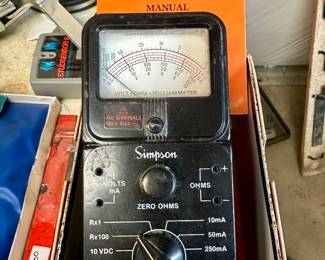 MANUAL
STUDSENSOR
VOLT-OHM-MILLIAMMETER
ALL TERMINALS
Simpson
+ VOLTS
mA
OHMS +
ZERO OHMS
Rx1
10mA
Rx100
50mA
10 VDC
250mA